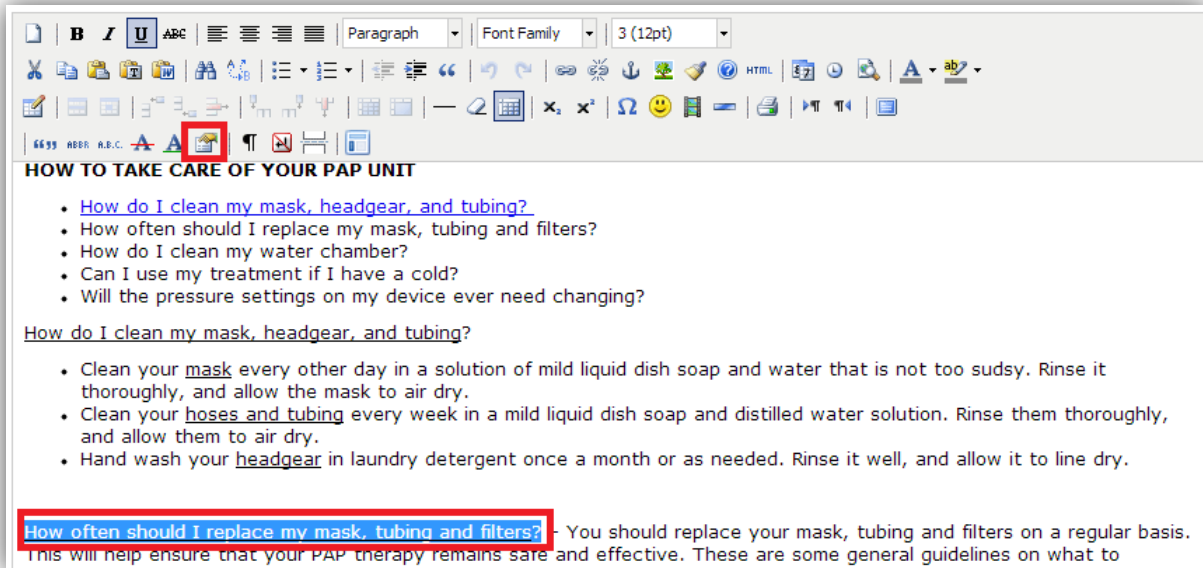 B I U ABC Paragraph Font Family 3 (12pt)
HTML A ab
x₂ x² Ω
ABBR A.B.C. A A ¶
HOW TO TAKE CARE OF YOUR PAP UNIT
• How do I clean my mask, headgear, and tubing?
• How often should I replace my mask, tubing and filters?
• How do I clean my water chamber?
• Can I use my treatment if I have a cold?
• Will the pressure settings on my device ever need changing?
How do I clean my mask, headgear, and tubing?
• Clean your mask every other day in a solution of mild liquid dish soap and water that is not too sudsy. Rinse it
thoroughly, and allow the mask to air dry.
• Clean your hoses and tubing every week in a mild liquid dish soap and distilled water solution. Rinse them thoroughly,
and allow them to air dry.
• Hand wash your headgear in laundry detergent once a month or as needed. Rinse it well, and allow it to line dry.
How often should I replace my mask, tubing and filters? - You should replace your mask, tubing and filters on a regular basis.
This will help ensure that your PAP therapy remains safe and effective. These are some general guidelines on what to